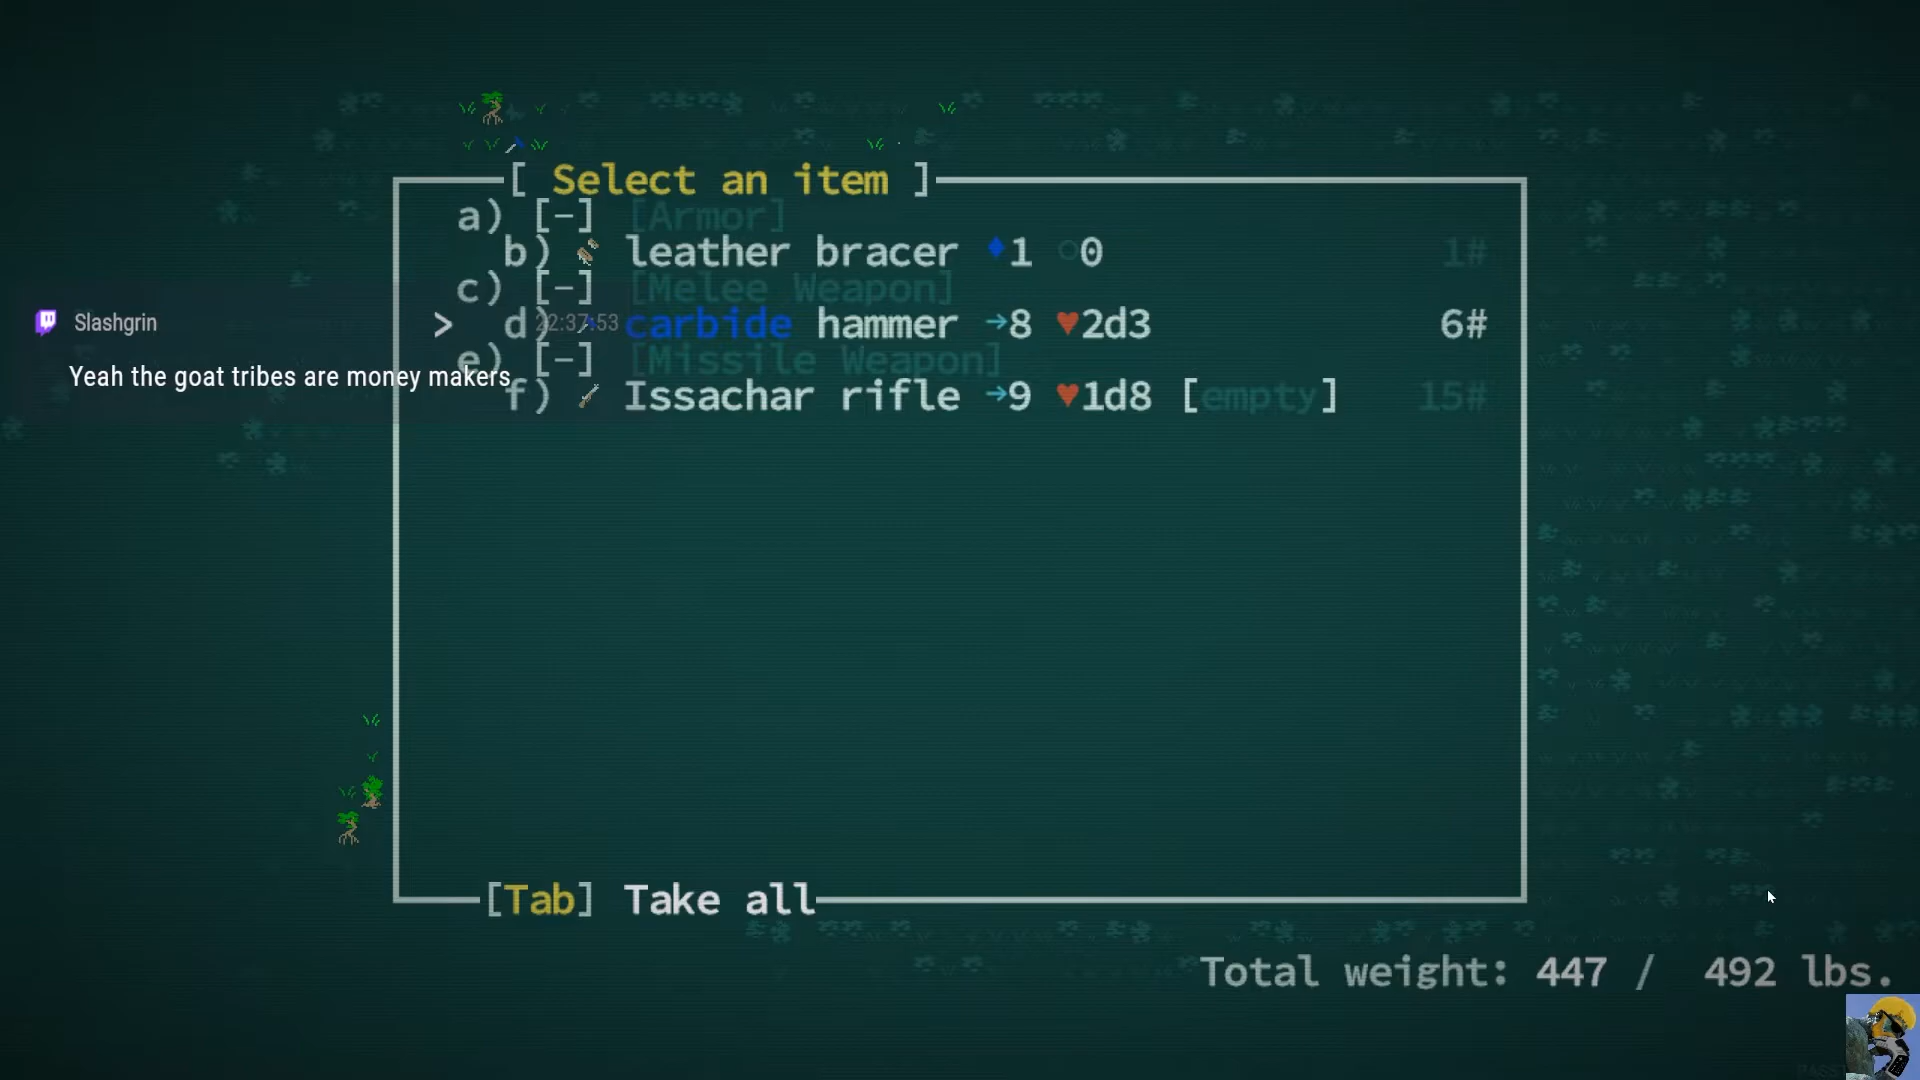 [ Select an item ]
a) [-] [Armor]
b) leather bracer ♦1 ○0 1#
c) [-] [Melee Weapon]
Slashgrin 22:37:53
> d) carbide hammer →8 ♥2d3 6#
e) [-] [Missile Weapon]
Yeah the goat tribes are money makers
f) Issachar rifle →9 ♥1d8 [empty] 15#
[Tab] Take all
Total weight: 447 / 492 lbs.